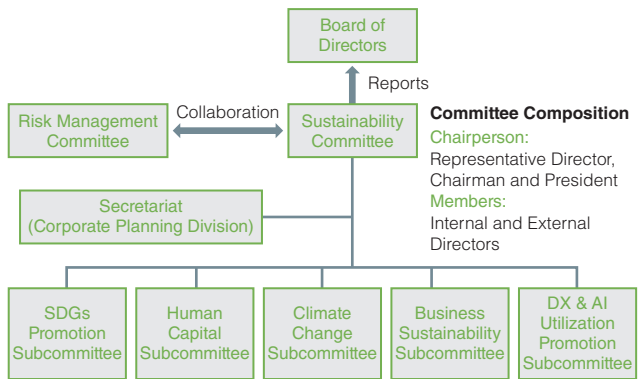 Board of
Directors
Reports
Collaboration
Risk Management
Committee
Sustainability
Committee
Committee Composition
Chairperson:
Representative Director,
Chairman and President
Members:
Internal and External
Directors
Secretariat
(Corporate Planning Division)
SDGs
Promotion
Subcommittee
Human
Capital
Subcommittee
Climate
Change
Subcommittee
Business
Sustainability
Subcommittee
DX & AI
Utilization
Promotion
Subcommittee